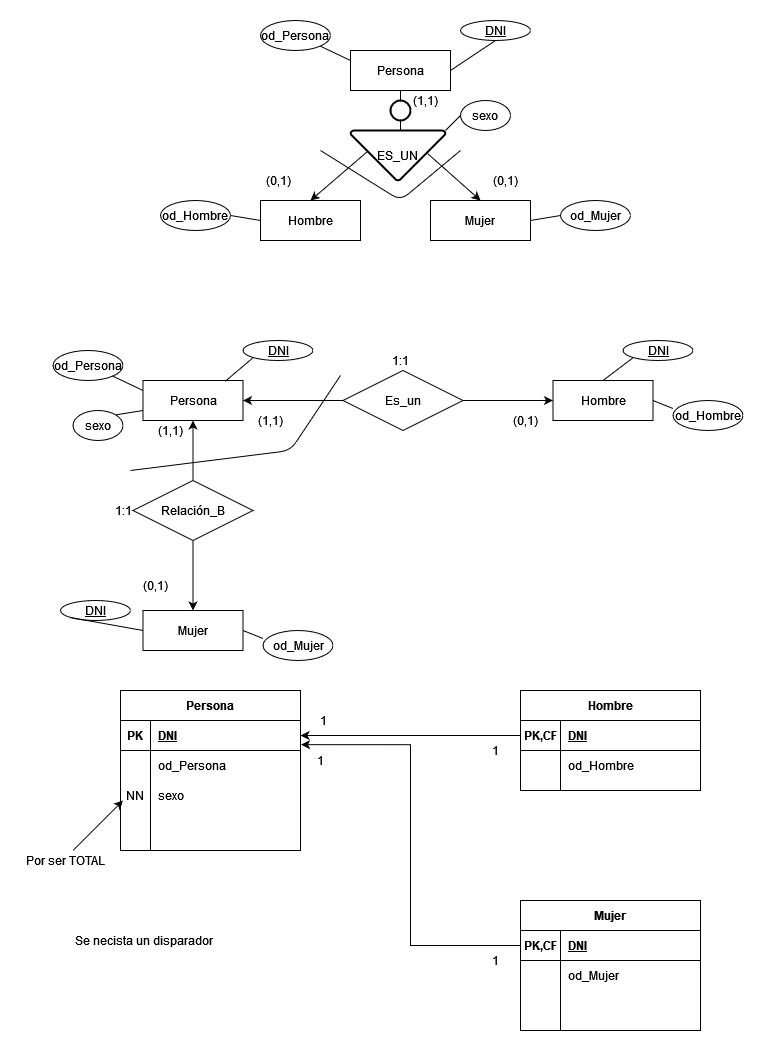 od_Persona
DNI
Persona
(1,1)
sexo
ES_UN
(0,1)
(0,1)
od_Hombre
Hombre
Mujer
od_Mujer
od_Persona
DNI
1:1
DNI
Persona
Es_un
Hombre
sexo
(1,1)
(1,1)
(0,1)
od_Hombre
1:1
Relación_B
(0,1)
DNI
Mujer
od_Mujer
Persona
PK
DNI
od_Persona
NN
sexo
1
1
1
Hombre
PK,CF
DNI
od_Hombre
Por ser TOTAL
Se necista un disparador
Mujer
PK,CF
DNI
1
od_Mujer